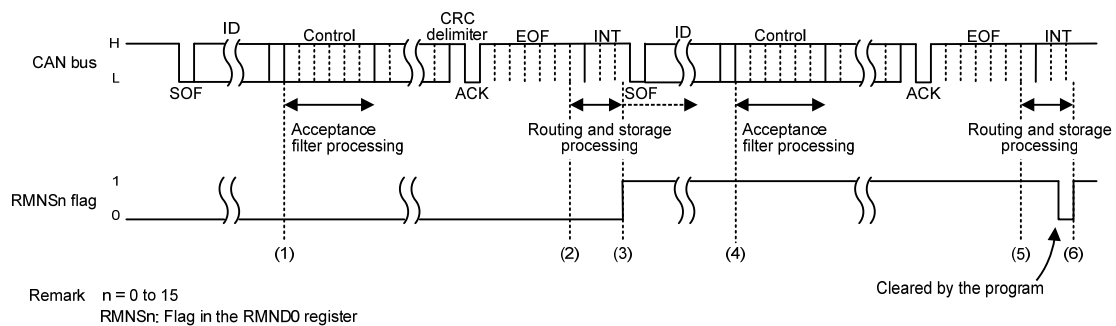 CRC
ID Control delimiter EOF INT ID Control EOF INT
H
CAN bus
L
SOF ACK SOF ACK
Acceptance
filter processing
Routing and storage
processing
Acceptance
filter processing
Routing and storage
processing
1
RMNSn flag
0
(1) (2) (3) (4) (5) (6)
Cleared by the program
Remark n = 0 to 15
RMNSn: Flag in the RMND0 register